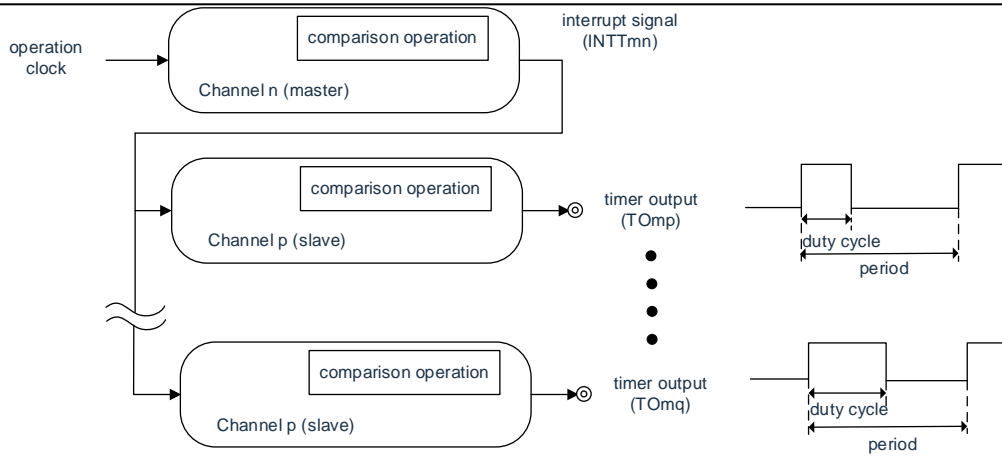 operation
clock
comparison operation
Channel n (master)
interrupt signal
(INTTmn)
comparison operation
Channel p (slave)
timer output
(TOmp)
duty cycle
period
comparison operation
Channel p (slave)
timer output
(TOmq)
duty cycle
period